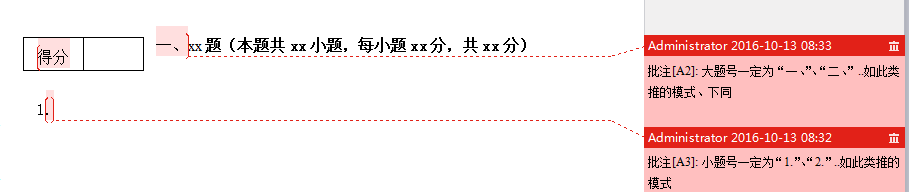 得分
一、xx题（本题共xx小题，每小题xx分，共xx分）
1.
Administrator 2016-10-13 08:33
批注[A2]: 大题号一定为“一、”、“二、”..如此类
推的模式、下同
Administrator 2016-10-13 08:32
批注[A3]: 小题号一定为“1.”、“2.”..如此类推的
模式